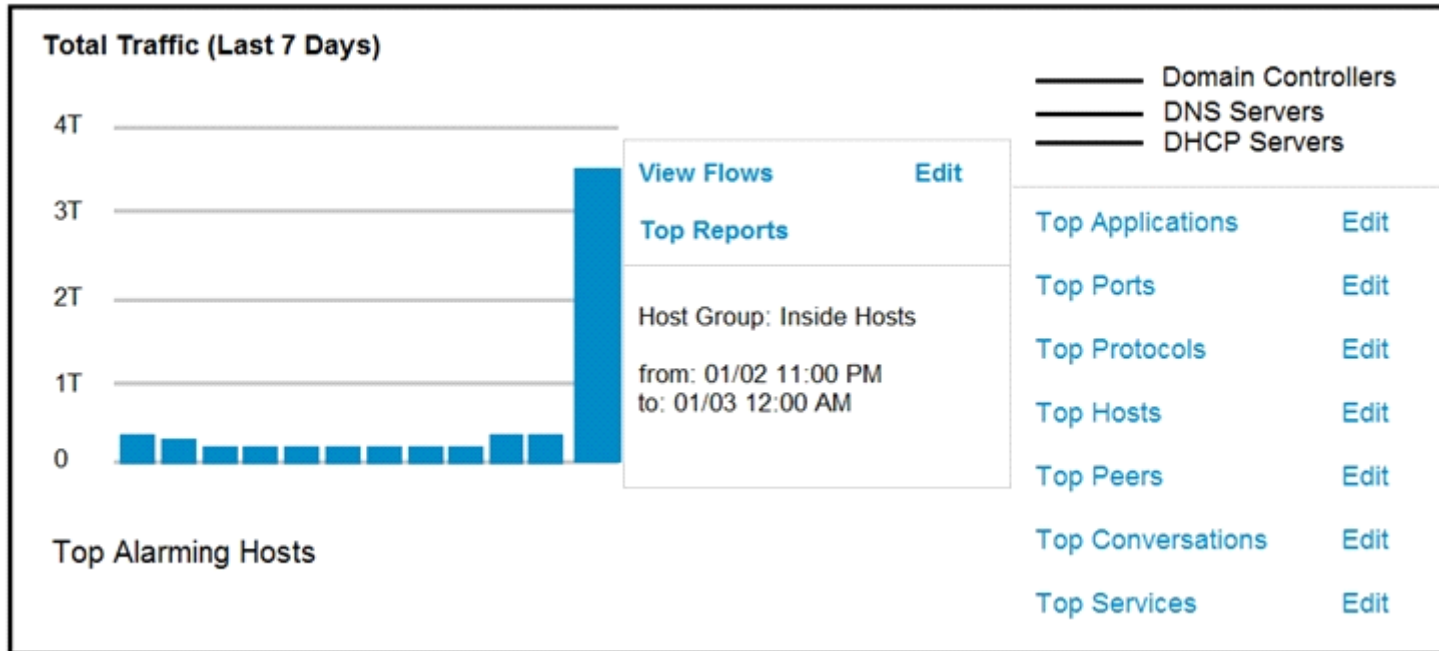 Total Traffic (Last 7 Days)
4T
3T
2T
1T
0
View Flows Edit
Top Reports
Host Group: Inside Hosts
from: 01/02 11:00 PM
to: 01/03 12:00 AM
Domain Controllers
DNS Servers
DHCP Servers
Top Applications Edit
Top Ports Edit
Top Protocols Edit
Top Hosts Edit
Top Peers Edit
Top Conversations Edit
Top Services Edit
Top Alarming Hosts